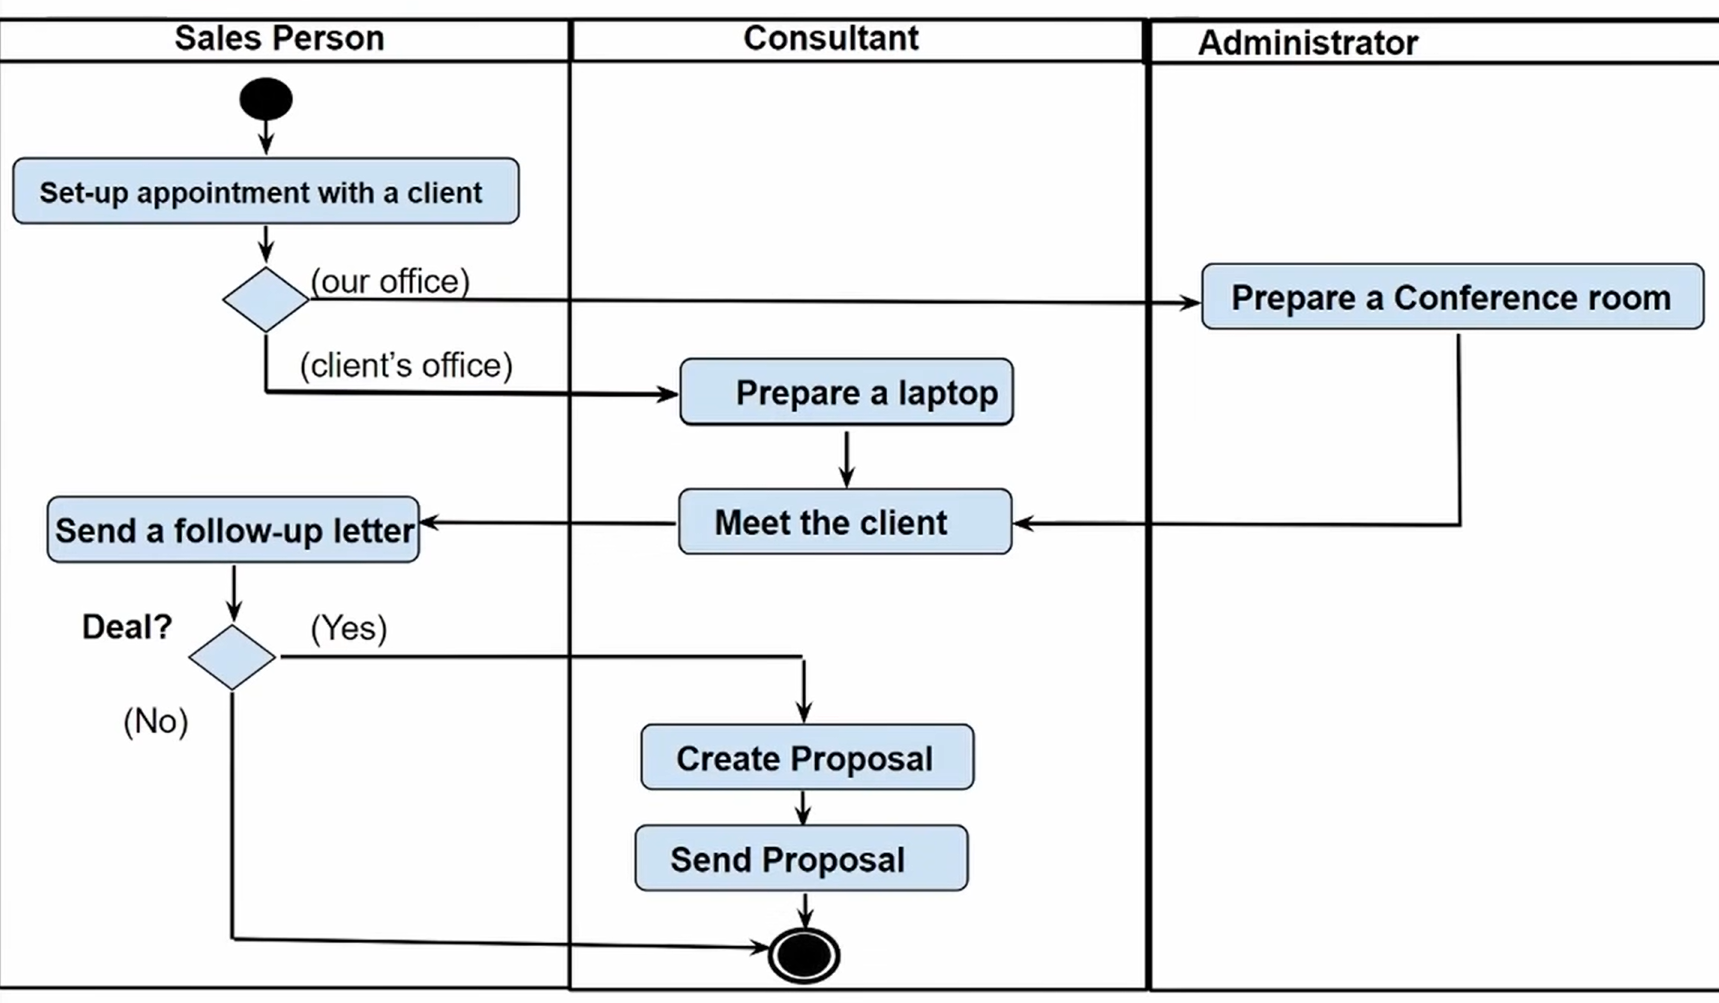 Sales Person
Consultant
Administrator
Set-up appointment with a client
(our office)
Prepare a Conference room
(client’s office)
Prepare a laptop
Send a follow-up letter
Meet the client
Deal?
(Yes)
(No)
Create Proposal
Send Proposal